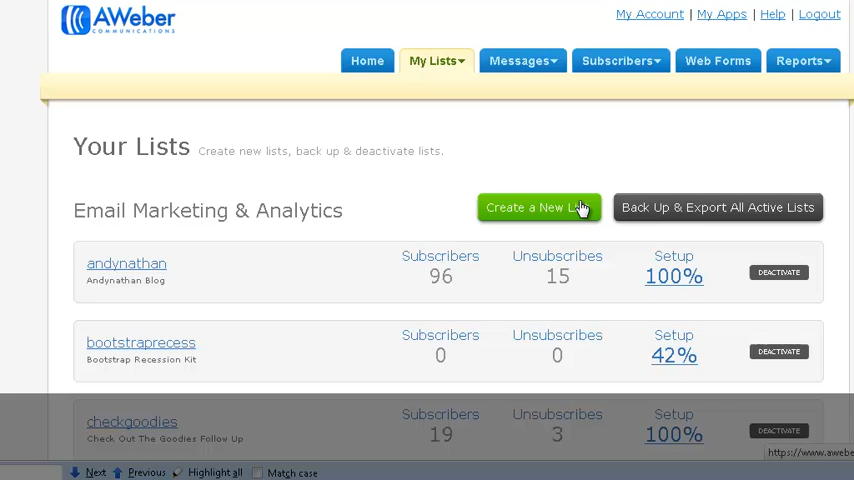 AWeber
COMMUNICATIONS
My Account | My Apps | Help | Logout
Home My Lists Messages Subscribers Web Forms Reports
Your Lists Create new lists, back up & deactivate lists.
Email Marketing & Analytics
Create a New Back Up & Export All Active Lists
andynathan
Andynathan Blog
Subscribers
96
Unsubscribes
15
Setup
100%
DEACTIVATE
bootstraprecess
Bootstrap Recession Kit
Subscribers
0
Unsubscribes
0
Setup
42%
DEACTIVATE
checkgoodies
Check Out The Goodies Follow Up
Subscribers
19
Unsubscribes
3
Setup
100%
DEACTIVATE
https://www.awebe
Next Previous Highlight all Match case